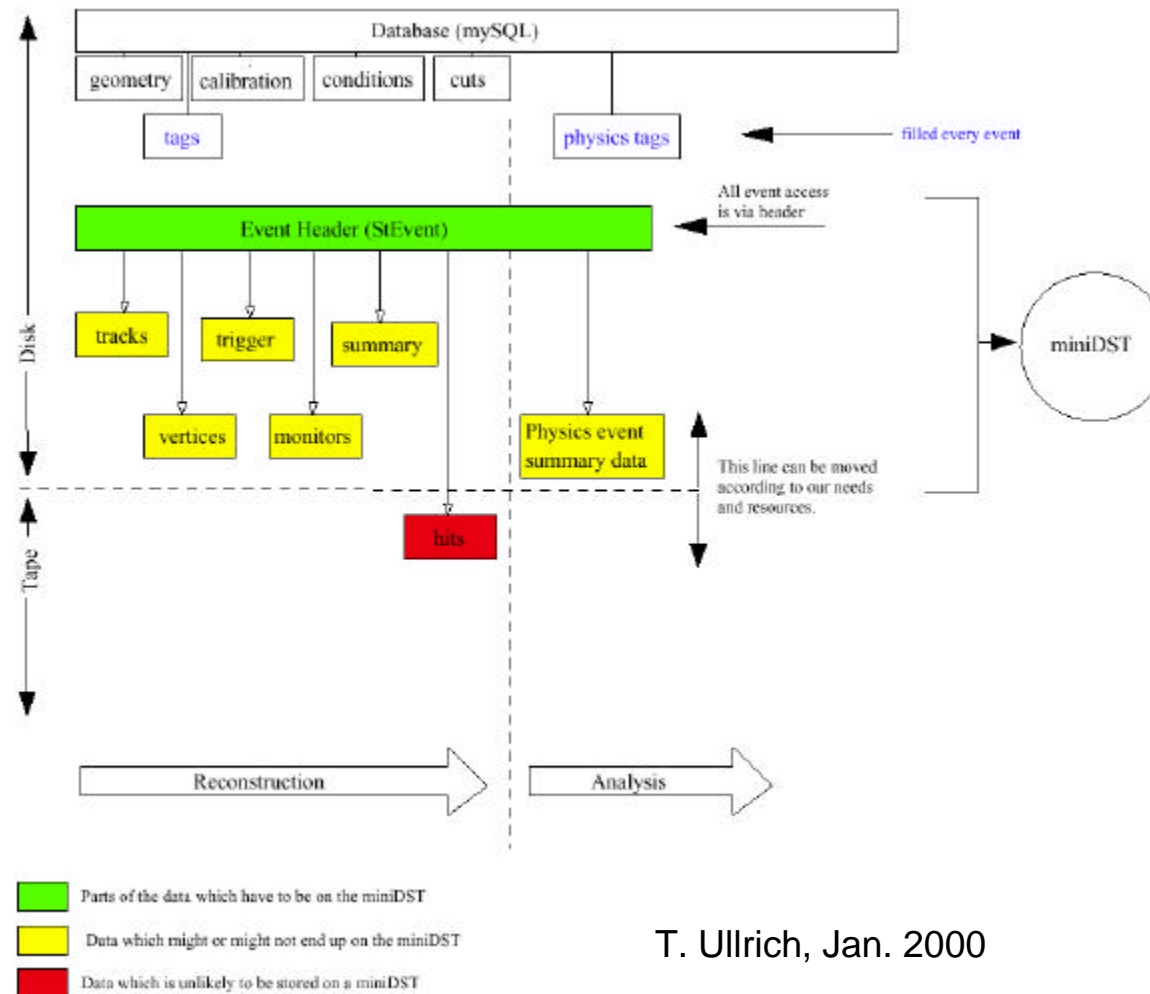 Database (mySQL)
geometry
calibration
conditions
cuts
tags
physics tags
filled every event
All event access
is via header
Event Header (StEvent)
Disk
tracks
trigger
summary
miniDST
vertices
monitors
Physics event
summary data
This line can be moved
according to our needs
and resources.
hits
Tape
Reconstruction
Analysis
Parts of the data which have to be on the miniDST
Data which might or might not end up on the miniDST
Data which is unlikely to be stored on a miniDST
T. Ullrich, Jan. 2000